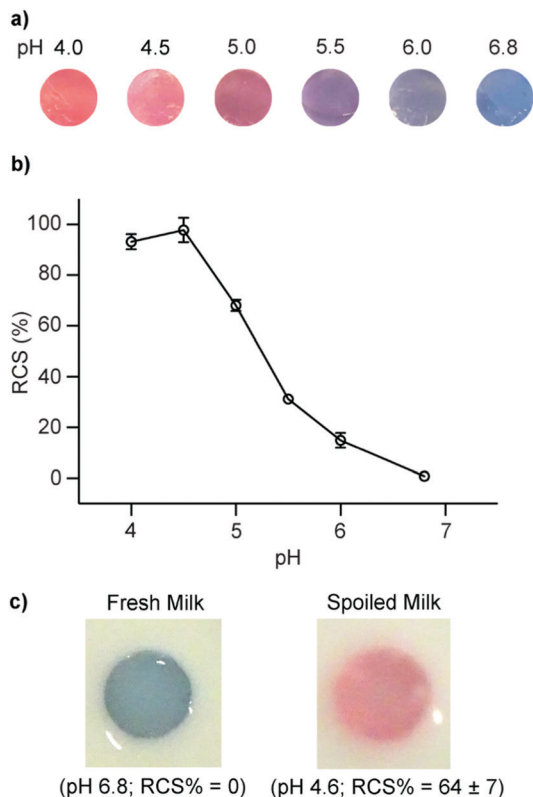 a)
pH 4.0 4.5 5.0 5.5 6.0 6.8
b)
100
80
60
40
20
0
RCS (%)
4 5 6 7
pH
c)
Fresh Milk Spoiled Milk
(pH 6.8; RCS% = 0) (pH 4.6; RCS% = 64 ± 7)